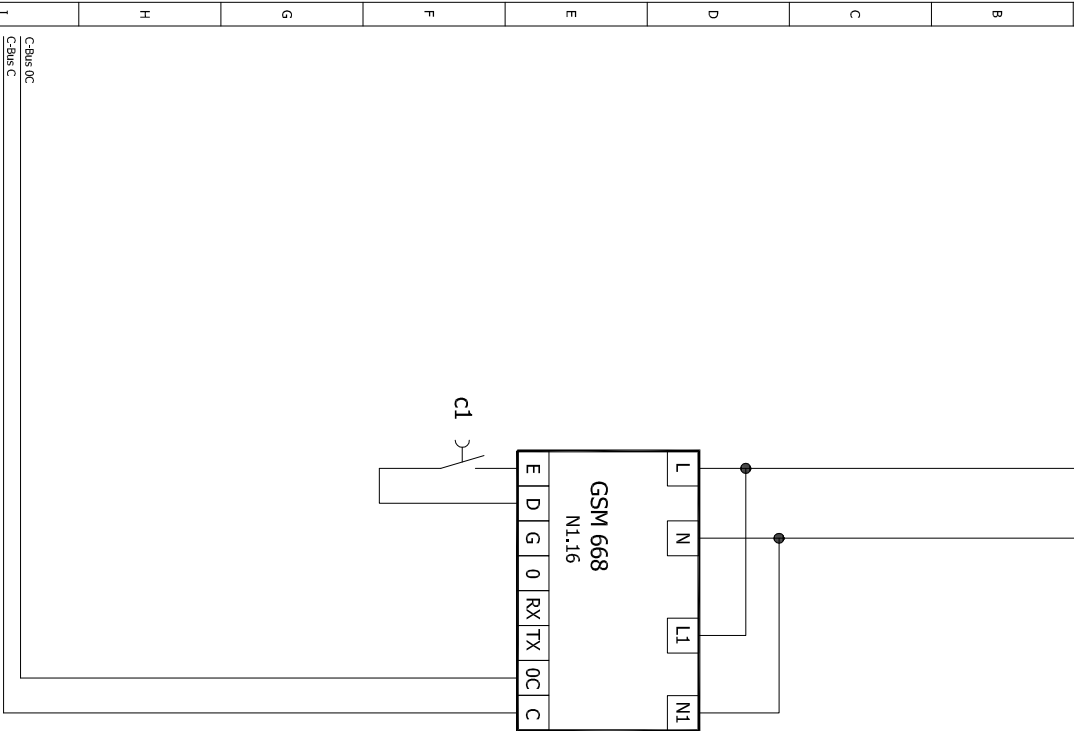 B
C
D
E
F
G
H
I
L N L1 N1
GSM 668
N1.16
E D G 0 RX TX 0C C
C1
C-Bus 0C
C-Bus C